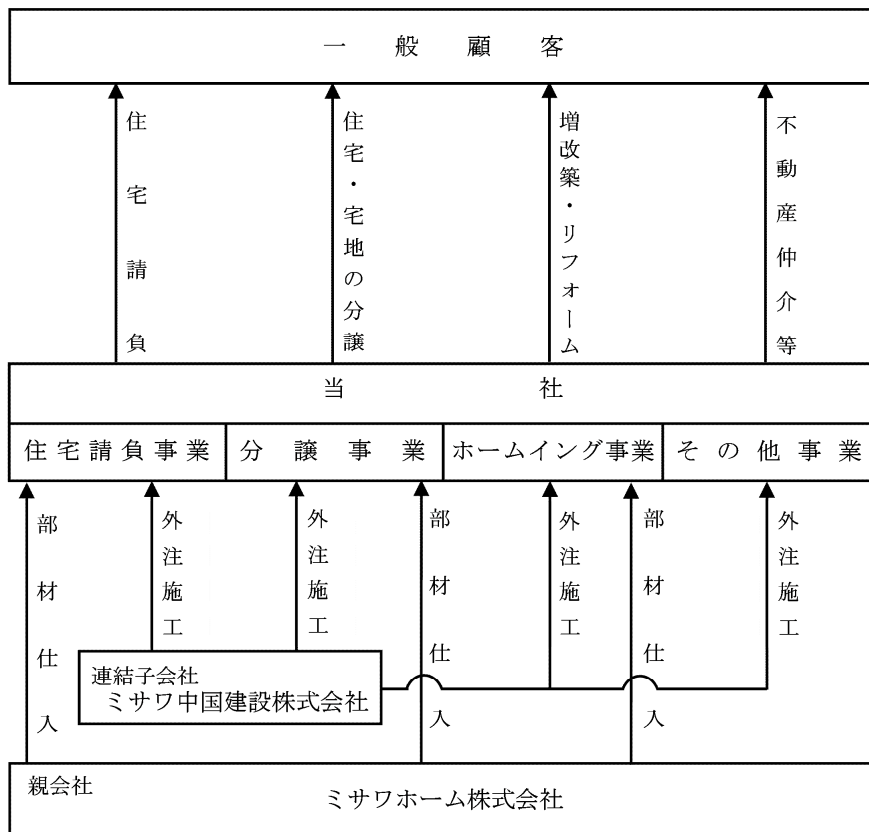 一般顧客
住宅請負
住宅・宅地の分譲
増改築・リフォーム
不動産仲介等
当社
住宅請負事業
分譲事業
ホームイング事業
その他事業
部材仕入
外注施工
外注施工
部材仕入
外注施工
部材仕入
外注施工
連結子会社
ミサワ中国建設株式会社
親会社
ミサワホーム株式会社